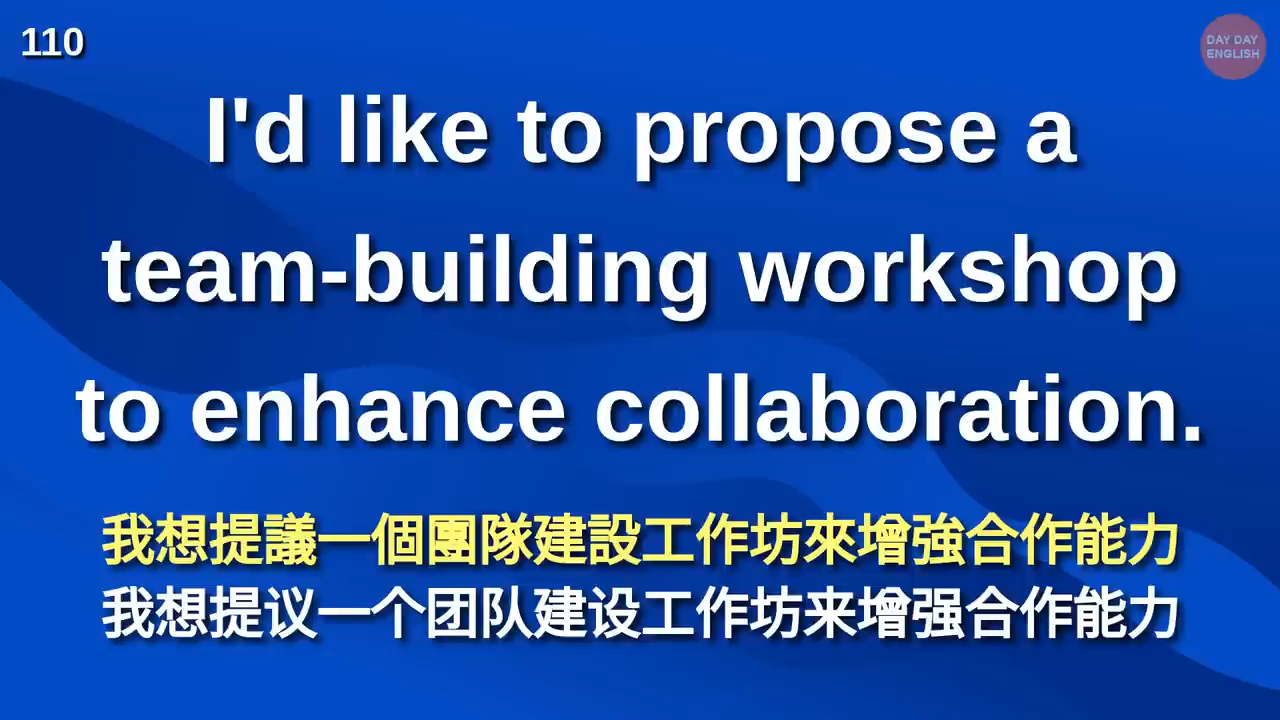 110
DAY DAY
ENGLISH
I'd like to propose a
team-building workshop
to enhance collaboration.
我想提議一個團隊建設工作坊來增強合作能力
我想提议一个团队建设工作坊来增强合作能力